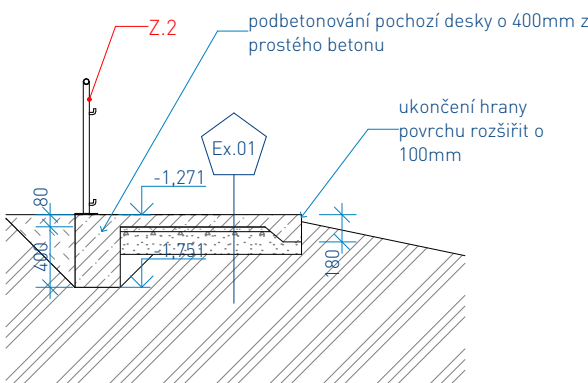 Z.2
podbetonování pochozí desky o 400mm z
prostého betonu
ukončení hrany
povrchu rozšiřit o
100mm
Ex.01
-1,271
80
400
-1,751
180